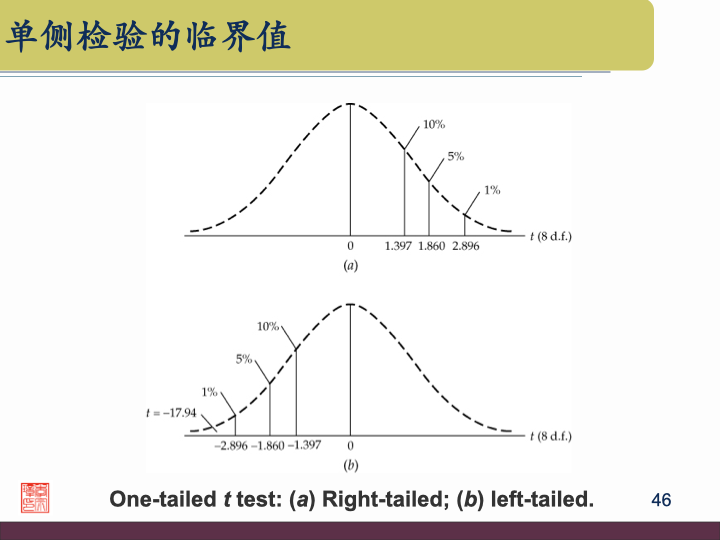 单侧检验的临界值
10%
5%
1%
t (8 d.f.)
0
1.397 1.860 2.896
(a)
10%
5%
1%
t = −17.94
t (8 d.f.)
−2.896 −1.860 −1.397 0
(b)
One-tailed t test: (a) Right-tailed; (b) left-tailed.
46